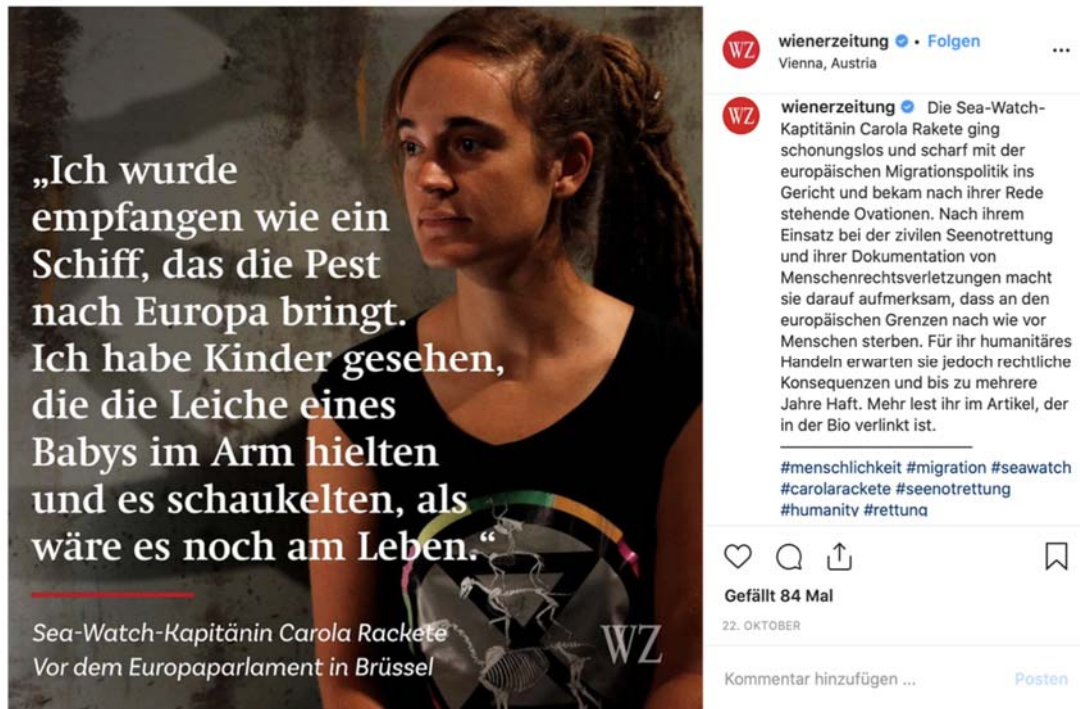 „Ich wurde
empfangen wie ein
Schiff, das die Pest
nach Europa bringt.
Ich habe Kinder gesehen,
die die Leiche eines
Babys im Arm hielten
und es schaukelten, als
wäre es noch am Leben.“
Sea-Watch-Kapitänin Carola Rackete
Vor dem Europaparlament in Brüssel
WZ
WZ
wienerzeitung • Folgen
Vienna, Austria
WZ
wienerzeitung Die Sea-Watch-
Kaptitänin Carola Rakete ging
schonungslos und scharf mit der
europäischen Migrationspolitik ins
Gericht und bekam nach ihrer Rede
stehende Ovationen. Nach ihrem
Einsatz bei der zivilen Seenotrettung
und ihrer Dokumentation von
Menschenrechtsverletzungen macht
sie darauf aufmerksam, dass an den
europäischen Grenzen nach wie vor
Menschen sterben. Für ihr humanitäres
Handeln erwarten sie jedoch rechtliche
Konsequenzen und bis zu mehrere
Jahre Haft. Mehr lest ihr im Artikel, der
in der Bio verlinkt ist.
#menschlichkeit #migration #seawatch
#carolarackete #seenotrettung
#humanity #rettung
Gefällt 84 Mal
22. OKTOBER
Kommentar hinzufügen ...
Posten